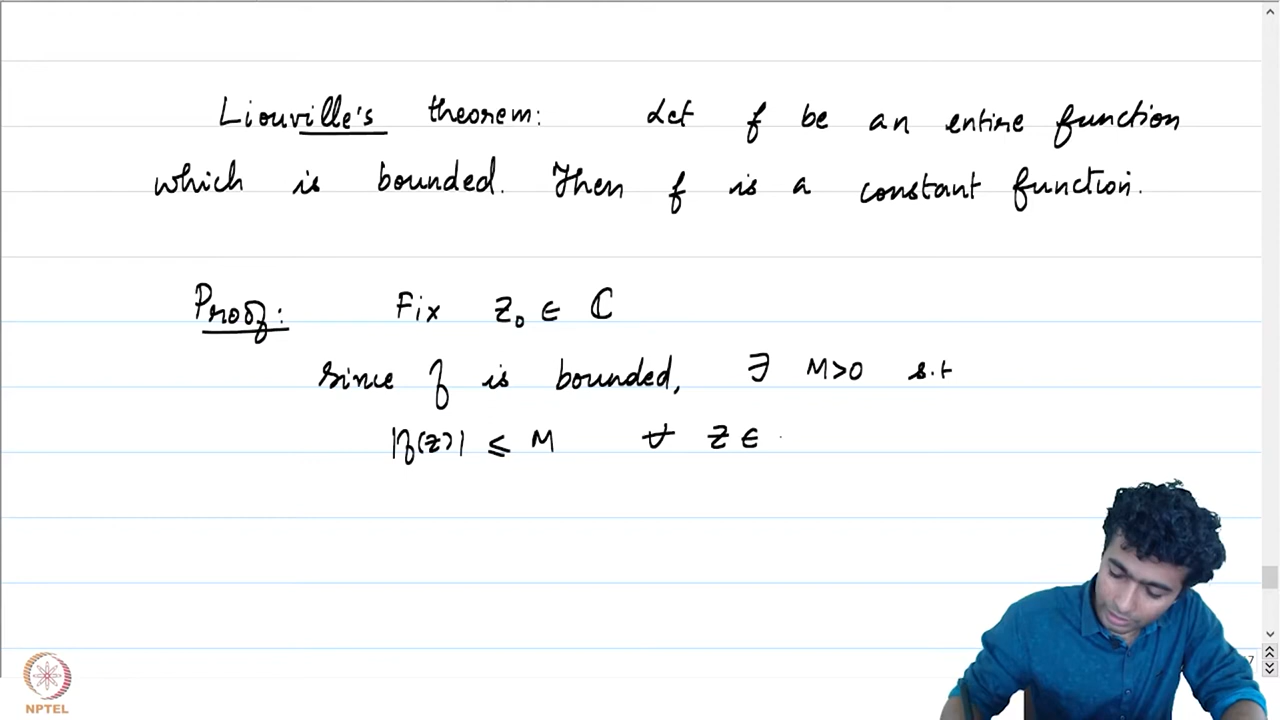 Liouville's theorem: Let f be an entire function
which is bounded. Then f is a constant function.
Proof: Fix z₀ ∈ ℂ
since f is bounded, ∃ M>0 s.t
|f(z)| ⩽ M ∀ z ∈
NPTEL